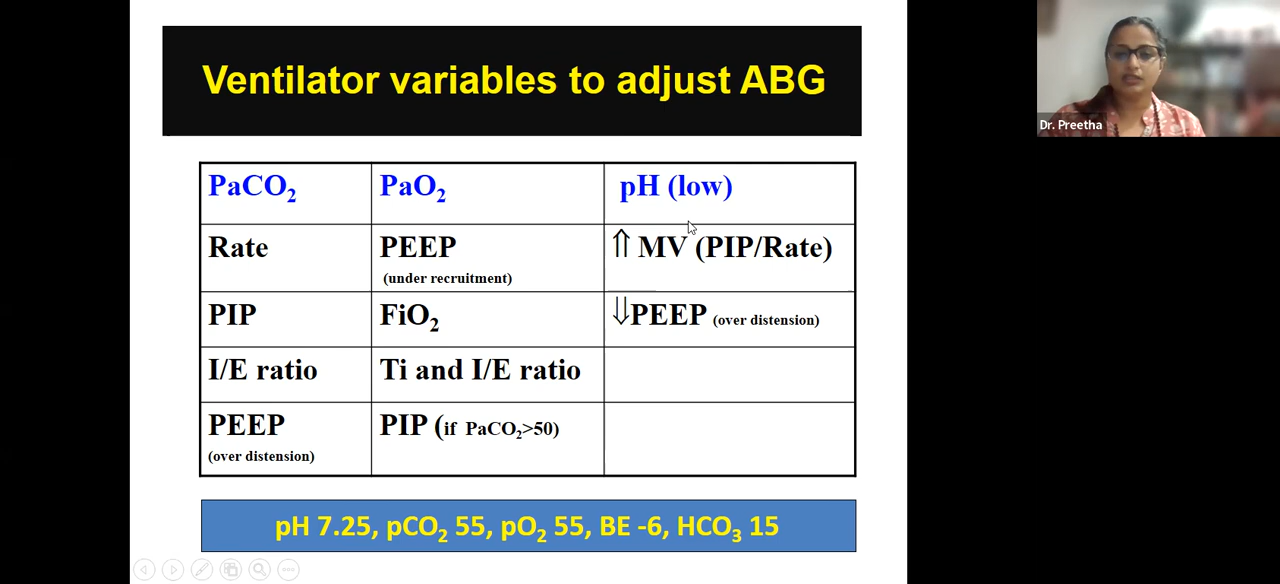 Ventilator variables to adjust ABG
Dr. Preetha
PaCO₂ PaO₂ pH (low)
Rate PEEP (under recruitment) ⇑ MV (PIP/Rate)
PIP FiO₂ ⇓PEEP (over distension)
I/E ratio Ti and I/E ratio
PEEP (over distension) PIP (if PaCO₂>50)
pH 7.25, pCO₂ 55, pO₂ 55, BE -6, HCO₃ 15